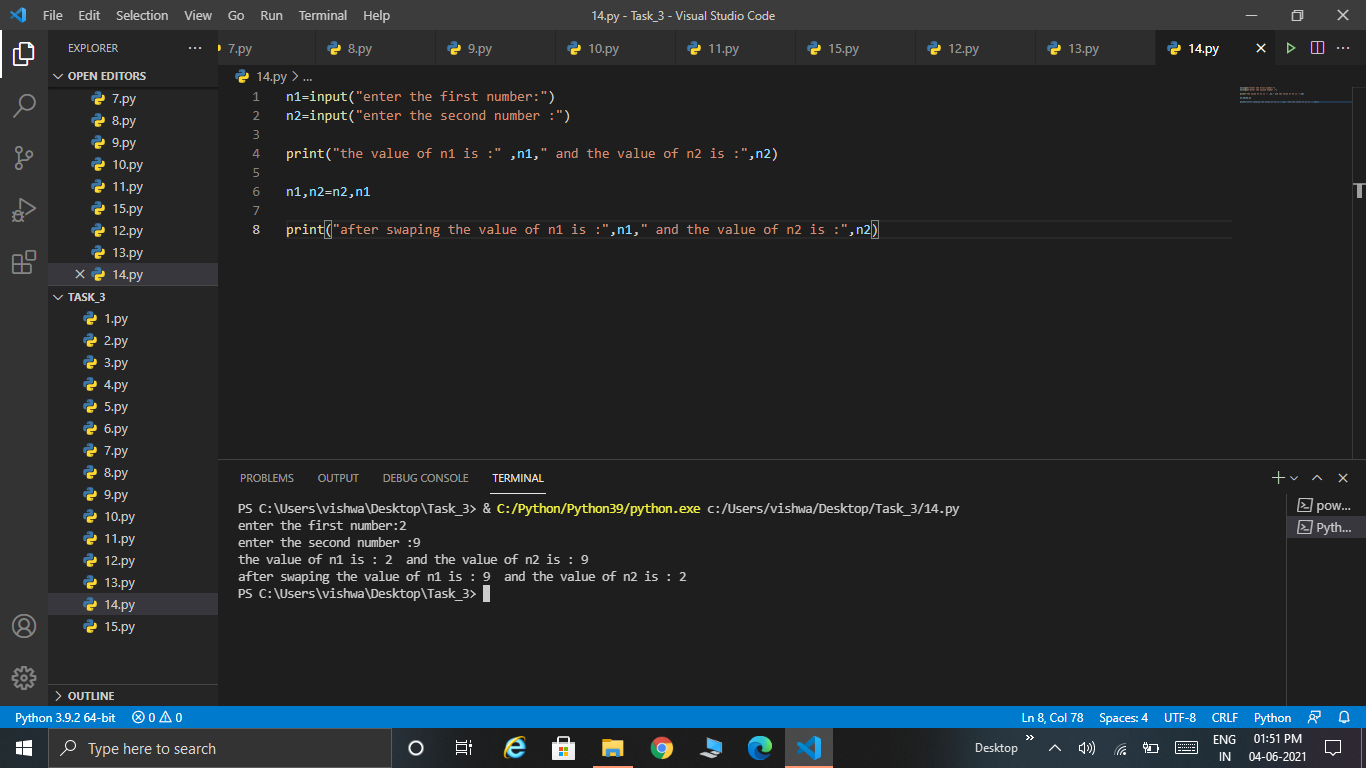 File Edit Selection View Go Run Terminal Help
14.py - Task_3 - Visual Studio Code
EXPLORER
7.py 8.py 9.py 10.py 11.py 15.py 12.py 13.py 14.py
OPEN EDITORS
7.py
8.py
9.py
10.py
11.py
15.py
12.py
13.py
14.py
TASK_3
1.py
2.py
3.py
4.py
5.py
6.py
7.py
8.py
9.py
10.py
11.py
12.py
13.py
14.py
15.py
OUTLINE
14.py > ...
1 n1=input("enter the first number:")
2 n2=input("enter the second number :")
3
4 print("the value of n1 is :" ,n1," and the value of n2 is :",n2)
5
6 n1,n2=n2,n1
7
8 print("after swaping the value of n1 is :",n1," and the value of n2 is :",n2)
PROBLEMS OUTPUT DEBUG CONSOLE TERMINAL
PS C:\Users\vishwa\Desktop\Task_3> & C:/Python/Python39/python.exe c:/Users/vishwa/Desktop/Task_3/14.py
enter the first number:2
enter the second number :9
the value of n1 is : 2  and the value of n2 is : 9
after swaping the value of n1 is : 9  and the value of n2 is : 2
PS C:\Users\vishwa\Desktop\Task_3>
pow...
Pyth...
Python 3.9.2 64-bit 0 0
Ln 8, Col 78 Spaces: 4 UTF-8 CRLF Python
Type here to search
Desktop
ENG
IN
01:51 PM
04-06-2021